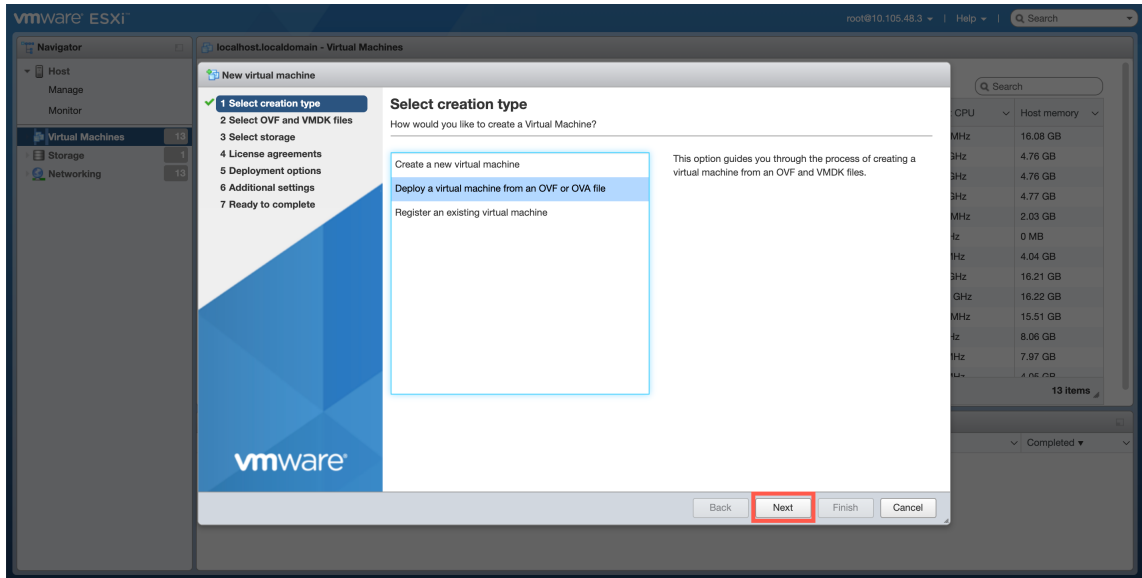 vmware ESXi™
root@10.105.48.3 ▾ | Help ▾ | Search
Navigator
localhost.localdomain - Virtual Machines
Host
Manage
Monitor
Virtual Machines 13
Storage 1
Networking 13
New virtual machine
1 Select creation type
2 Select OVF and VMDK files
3 Select storage
4 License agreements
5 Deployment options
6 Additional settings
7 Ready to complete
vmware®
Select creation type
How would you like to create a Virtual Machine?
Create a new virtual machine
Deploy a virtual machine from an OVF or OVA file
Register an existing virtual machine
This option guides you through the process of creating a
virtual machine from an OVF and VMDK files.
Back Next Finish Cancel
Search
CPU Host memory
MHz 16.08 GB
GHz 4.76 GB
GHz 4.76 GB
GHz 4.77 GB
MHz 2.03 GB
Hz 0 MB
Hz 4.04 GB
GHz 16.21 GB
GHz 16.22 GB
MHz 15.51 GB
Hz 8.06 GB
Hz 7.97 GB
4.05 GB
13 items
Completed ▾